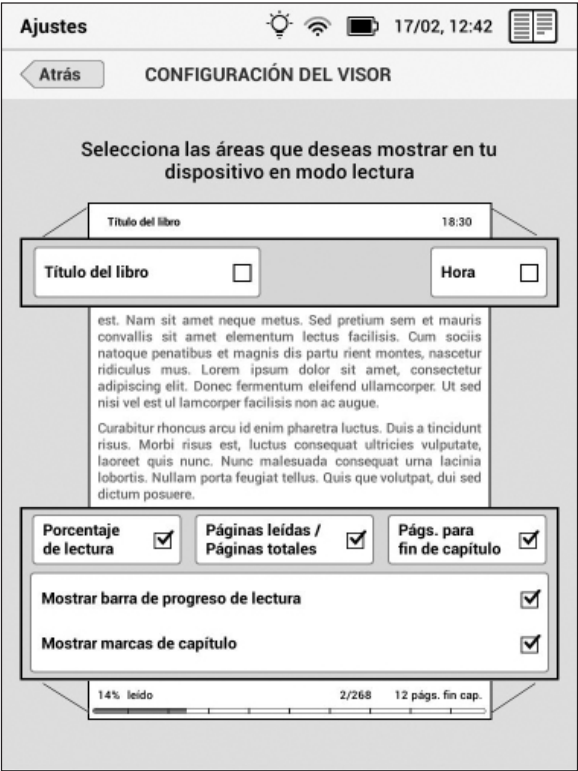 Ajustes 17/02, 12:42
Atrás CONFIGURACIÓN DEL VISOR
Selecciona las áreas que deseas mostrar en tu
dispositivo en modo lectura
Título del libro 18:30
Título del libro Hora
est. Nam sit amet neque metus. Sed pretium sem et mauris
convallis sit amet elementum lectus facilisis. Cum sociis
natoque penatibus et magnis dis partu rient montes, nascetur
ridiculus mus. Lorem ipsum dolor sit amet, consectetur
adipiscing elit. Donec fermentum eleifend ullamcorper. Ut sed
nisi vel est ul lamcorper facilisis non ac augue.
Curabitur rhoncus arcu id enim pharetra luctus. Duis a tincidunt
risus. Morbi risus est, luctus consequat ultricies vulputate,
laoreet quis nunc. Nunc malesuada consequat urna lacinia
lobortis. Nullam porta feugiat tellus. Quis que volutpat, dui sed
dictum posuere.
Porcentaje
de lectura
Páginas leídas /
Páginas totales
Págs. para
fin de capítulo
Mostrar barra de progreso de lectura
Mostrar marcas de capítulo
14% leído 2/268 12 págs. fin cap.